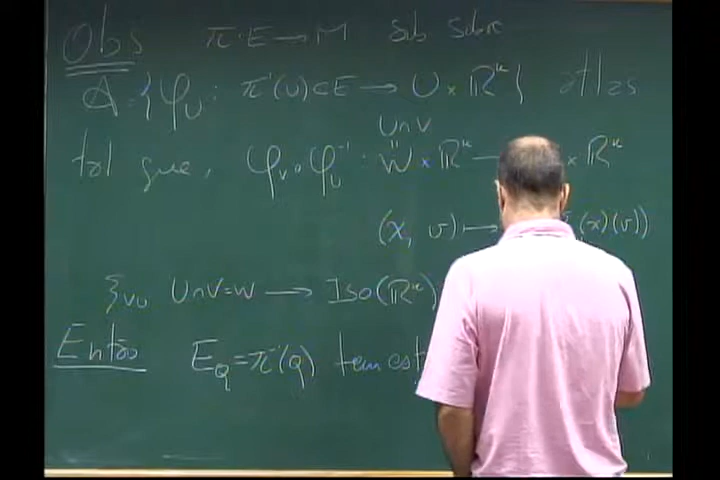 Obs π: E → M sub sobre
A = {φ_U : π⁻¹(U) ⊂ E → U × ℝᵏ} atlas
U∩V
tal que, φ_V ∘ φ_U⁻¹ : W × ℝᵏ → × ℝᵏ
(x, v) ↦ (x)(v))
ξ_VU U∩V = W → Iso(ℝᵏ)
Então E_Q = π⁻¹(Q) tem est